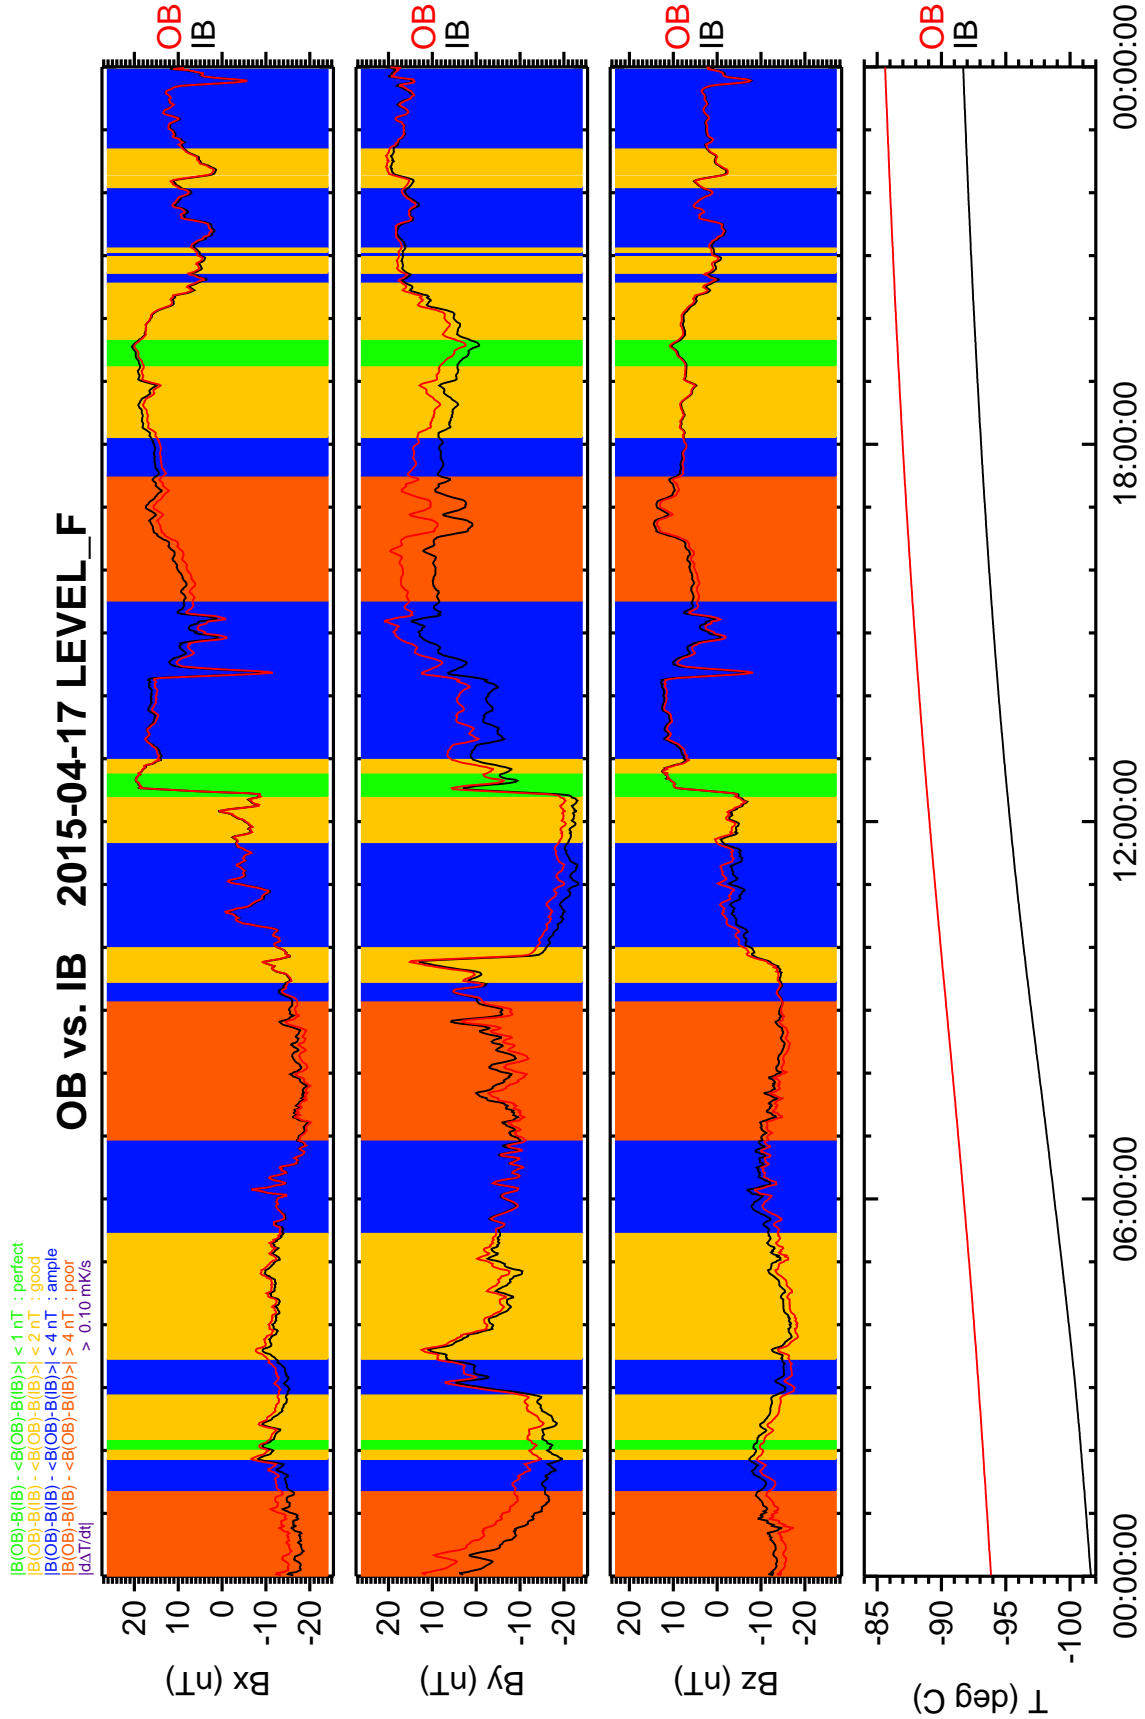 OB vs. IB 2015-04-17 LEVEL_F
|B(OB)-B(IB) - <B(OB)-B(IB)>| < 1 nT : perfect
|B(OB)-B(IB) - <B(OB)-B(IB)>| < 2 nT : good
|B(OB)-B(IB) - <B(OB)-B(IB)>| < 4 nT : ample
|B(OB)-B(IB) - <B(OB)-B(IB)>| > 4 nT : poor
|dΔT/dt| > 0.10 mK/s
Bx (nT)
20
10
0
-10
-20
OB
IB
By (nT)
20
10
0
-10
-20
OB
IB
Bz (nT)
20
10
0
-10
-20
OB
IB
T (deg C)
-85
-90
-95
-100
OB
IB
00:00:00 06:00:00 12:00:00 18:00:00 00:00:00